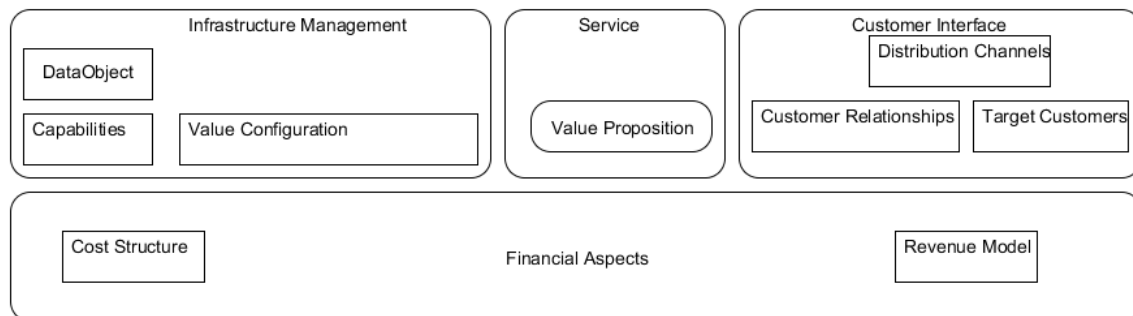 Infrastructure Management
DataObject
Capabilities
Value Configuration
Service
Value Proposition
Customer Interface
Distribution Channels
Customer Relationships
Target Customers
Cost Structure
Financial Aspects
Revenue Model